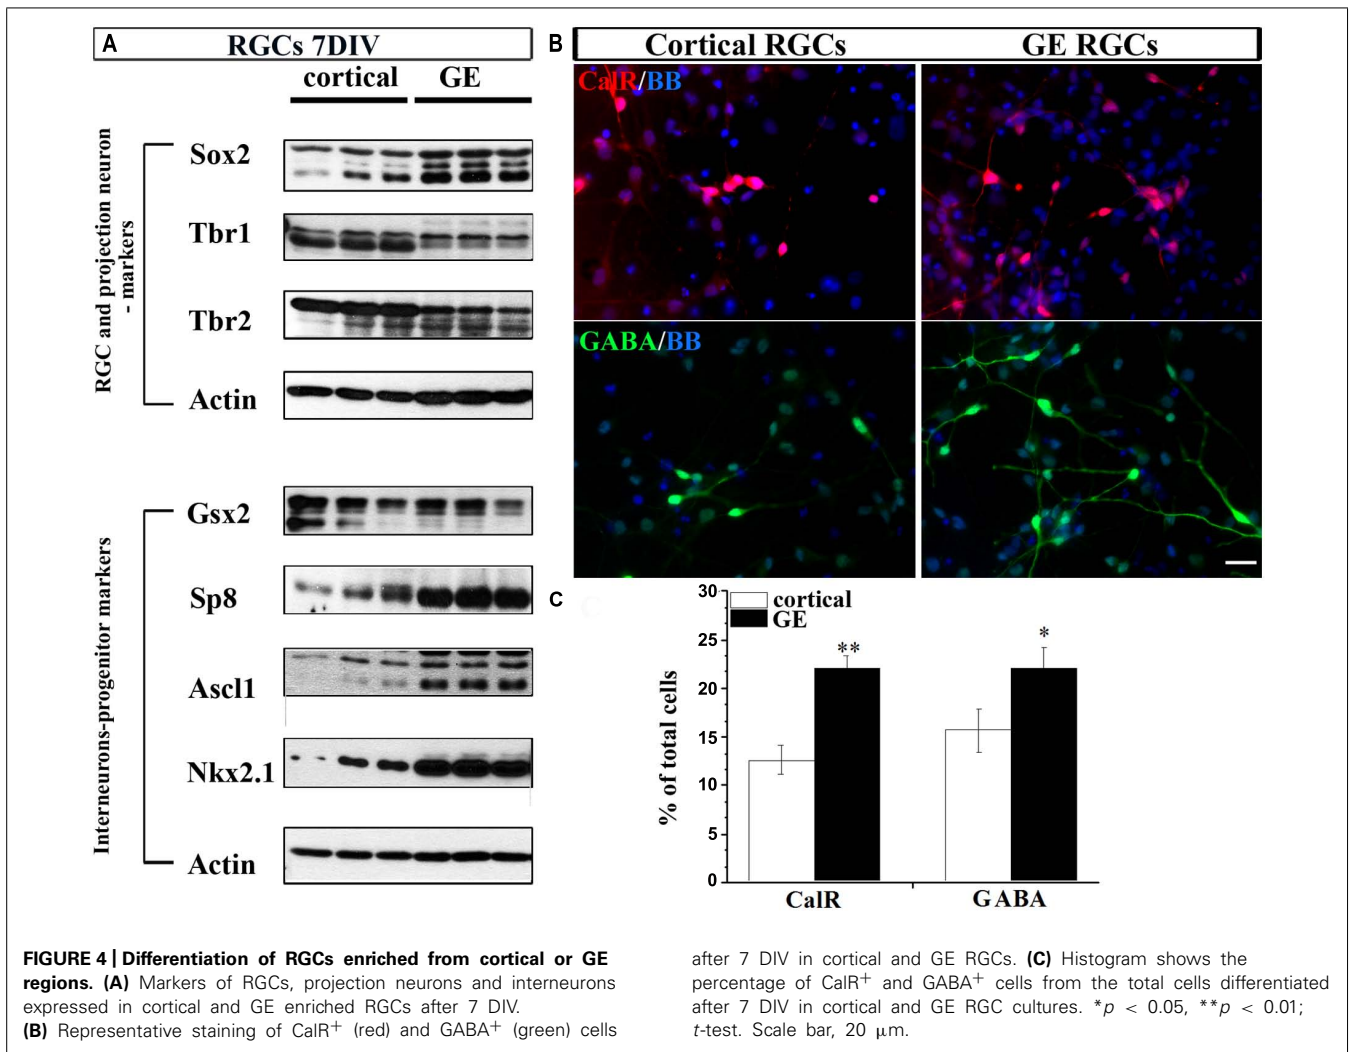 A
RGCs 7DIV
cortical GE
RGC and projection neuron
- markers
Sox2
Tbr1
Tbr2
Actin
Interneurons-progenitor markers
Gsx2
Sp8
Ascl1
Nkx2.1
Actin
B
Cortical RGCs GE RGCs
CalR/BB
GABA/BB
C
% of total cells
30
25
20
15
10
5
0
cortical
GE
**
*
CalR GABA
FIGURE 4 | Differentiation of RGCs enriched from cortical or GE
regions. (A) Markers of RGCs, projection neurons and interneurons
expressed in cortical and GE enriched RGCs after 7 DIV.
(B) Representative staining of CalR+ (red) and GABA+ (green) cells
after 7 DIV in cortical and GE RGCs. (C) Histogram shows the
percentage of CalR+ and GABA+ cells from the total cells differentiated
after 7 DIV in cortical and GE RGC cultures. *p < 0.05, **p < 0.01;
t-test. Scale bar, 20 μm.